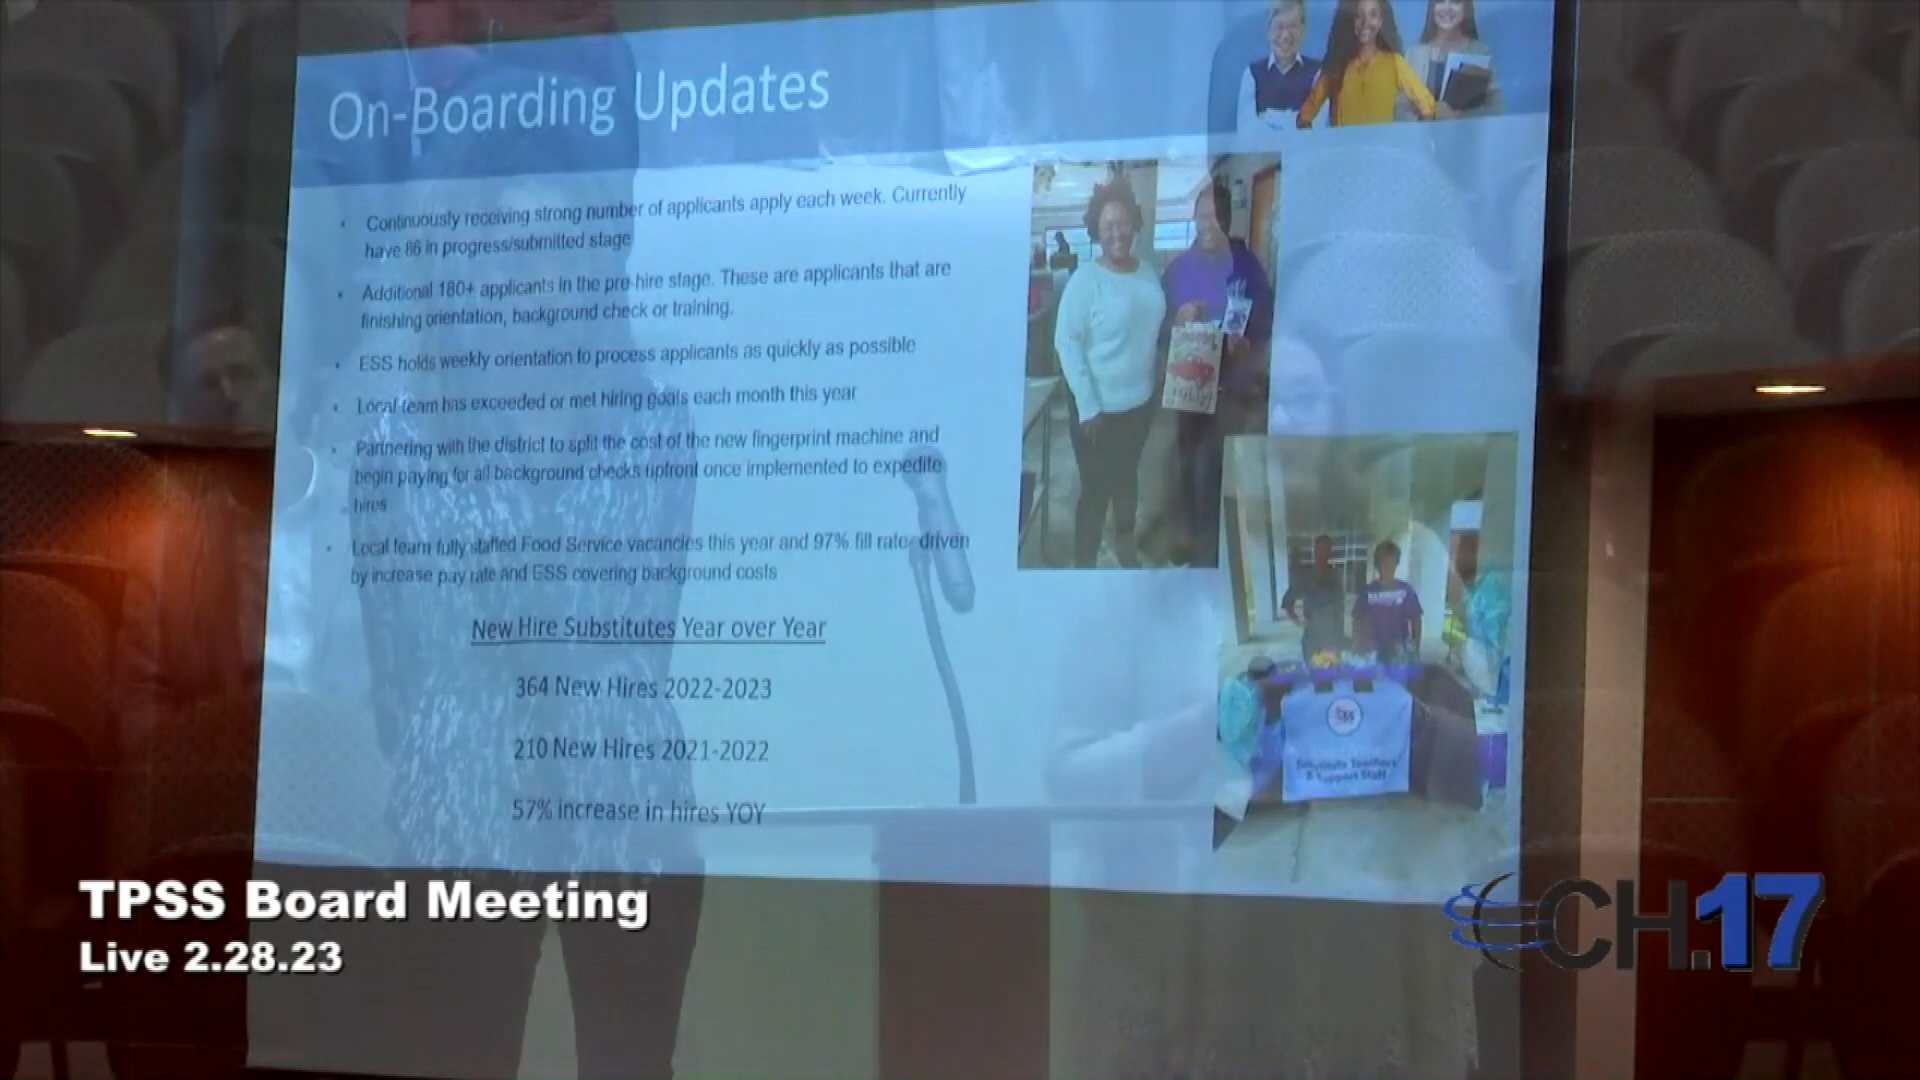 On-Boarding Updates
• Continuously receiving strong number of applicants apply each week. Currently
have 86 in progress/submitted stage
• Additional 180+ applicants in the pre-hire stage. These are applicants that are
finishing orientation, background check or training.
• ESS holds weekly orientation to process applicants as quickly as possible
• Local team has exceeded or met hiring goals each month this year
• Partnering with the district to split the cost of the new fingerprint machine and
begin paying for all background checks upfront once implemented to expedite
hires
• Local team fully staffed Food Service vacancies this year and 97% fill rate- driven
by increase pay rate and ESS covering background costs
New Hire Substitutes Year over Year
364 New Hires 2022-2023
210 New Hires 2021-2022
57% increase in hires YOY
ESS
Substitute Teachers
& Support Staff
TPSS Board Meeting
Live 2.28.23
CH.17